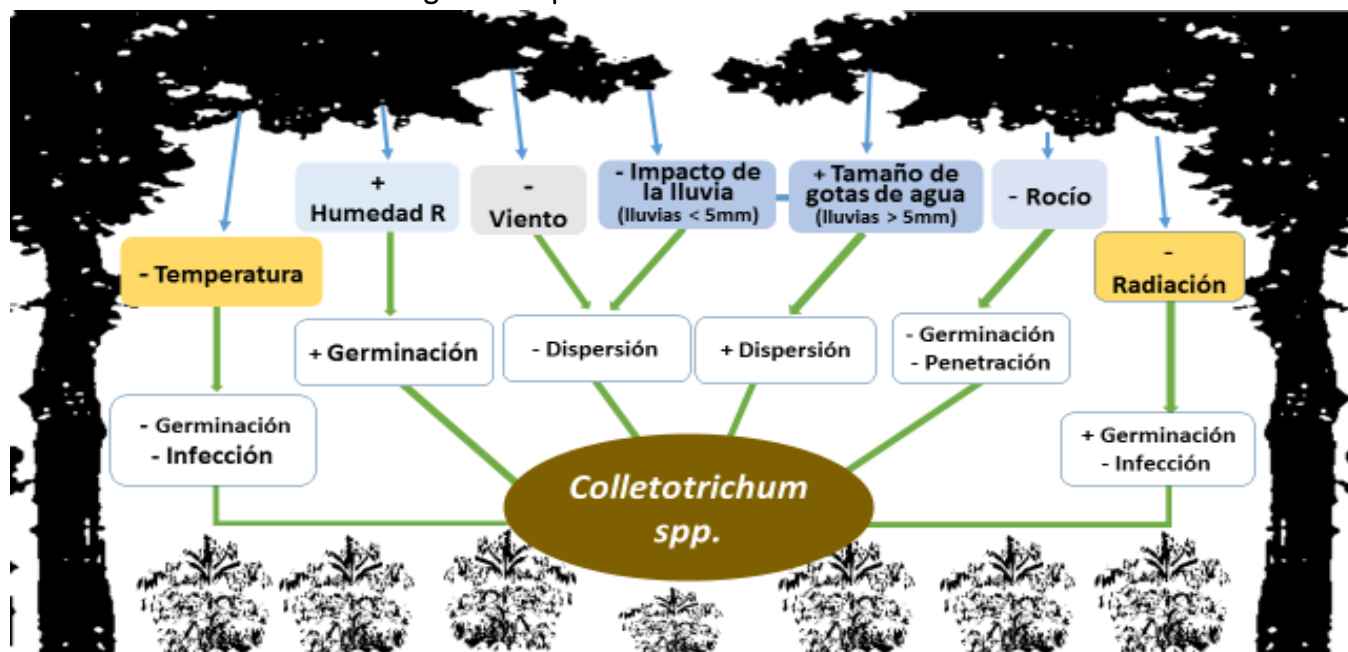 +
Humedad R
-
Viento
- Impacto de
la lluvia
(lluvias < 5mm)
+ Tamaño de
gotas de agua
(lluvias > 5mm)
- Rocío
- Temperatura
-
Radiación
+ Germinación
- Dispersión
+ Dispersión
- Germinación
- Penetración
- Germinación
- Infección
+ Germinación
- Infección
Colletotrichum
spp.